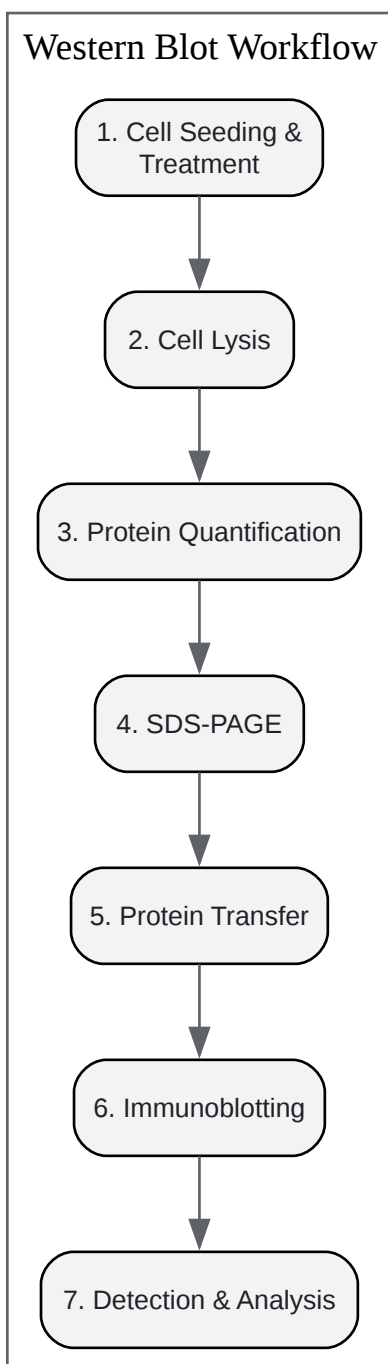 Western Blot Workflow
1. Cell Seeding &
Treatment
2. Cell Lysis
3. Protein Quantification
4. SDS-PAGE
5. Protein Transfer
6. Immunoblotting
7. Detection & Analysis